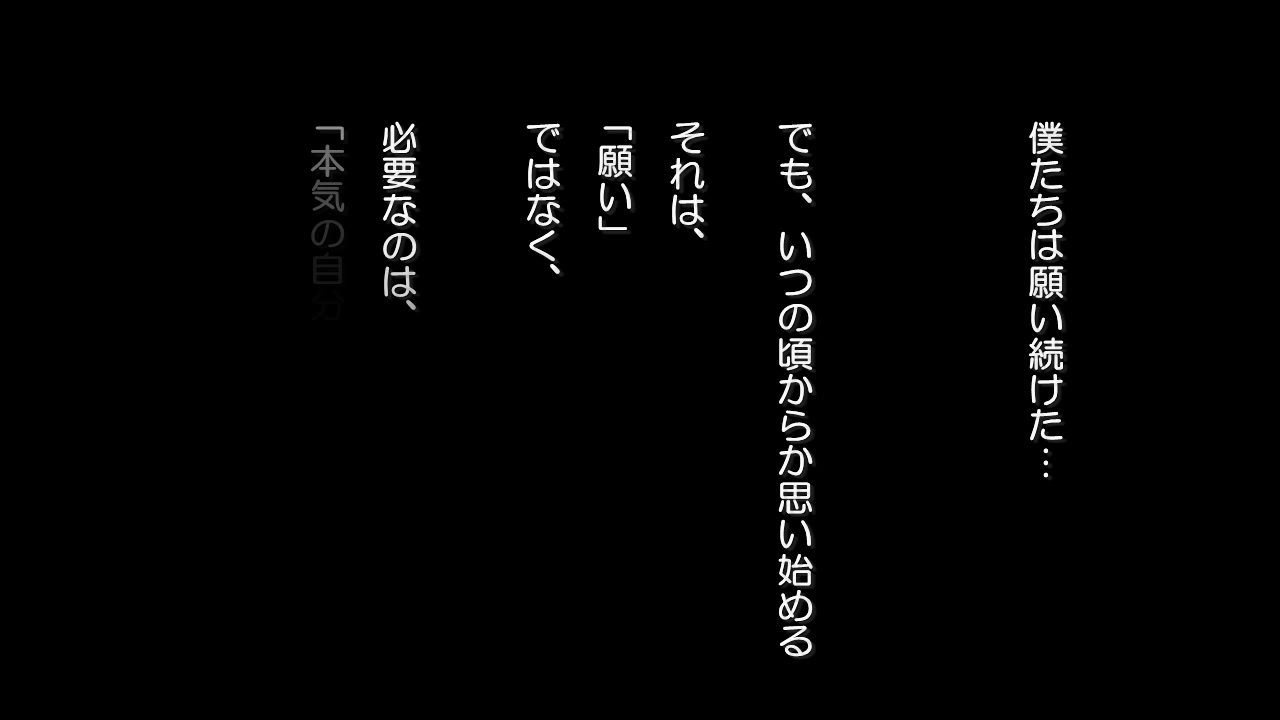 僕たちは願い続けた…
でも、いつの頃からか思い始める
それは、
「願い」
ではなく、
必要なのは、
「本気の自分